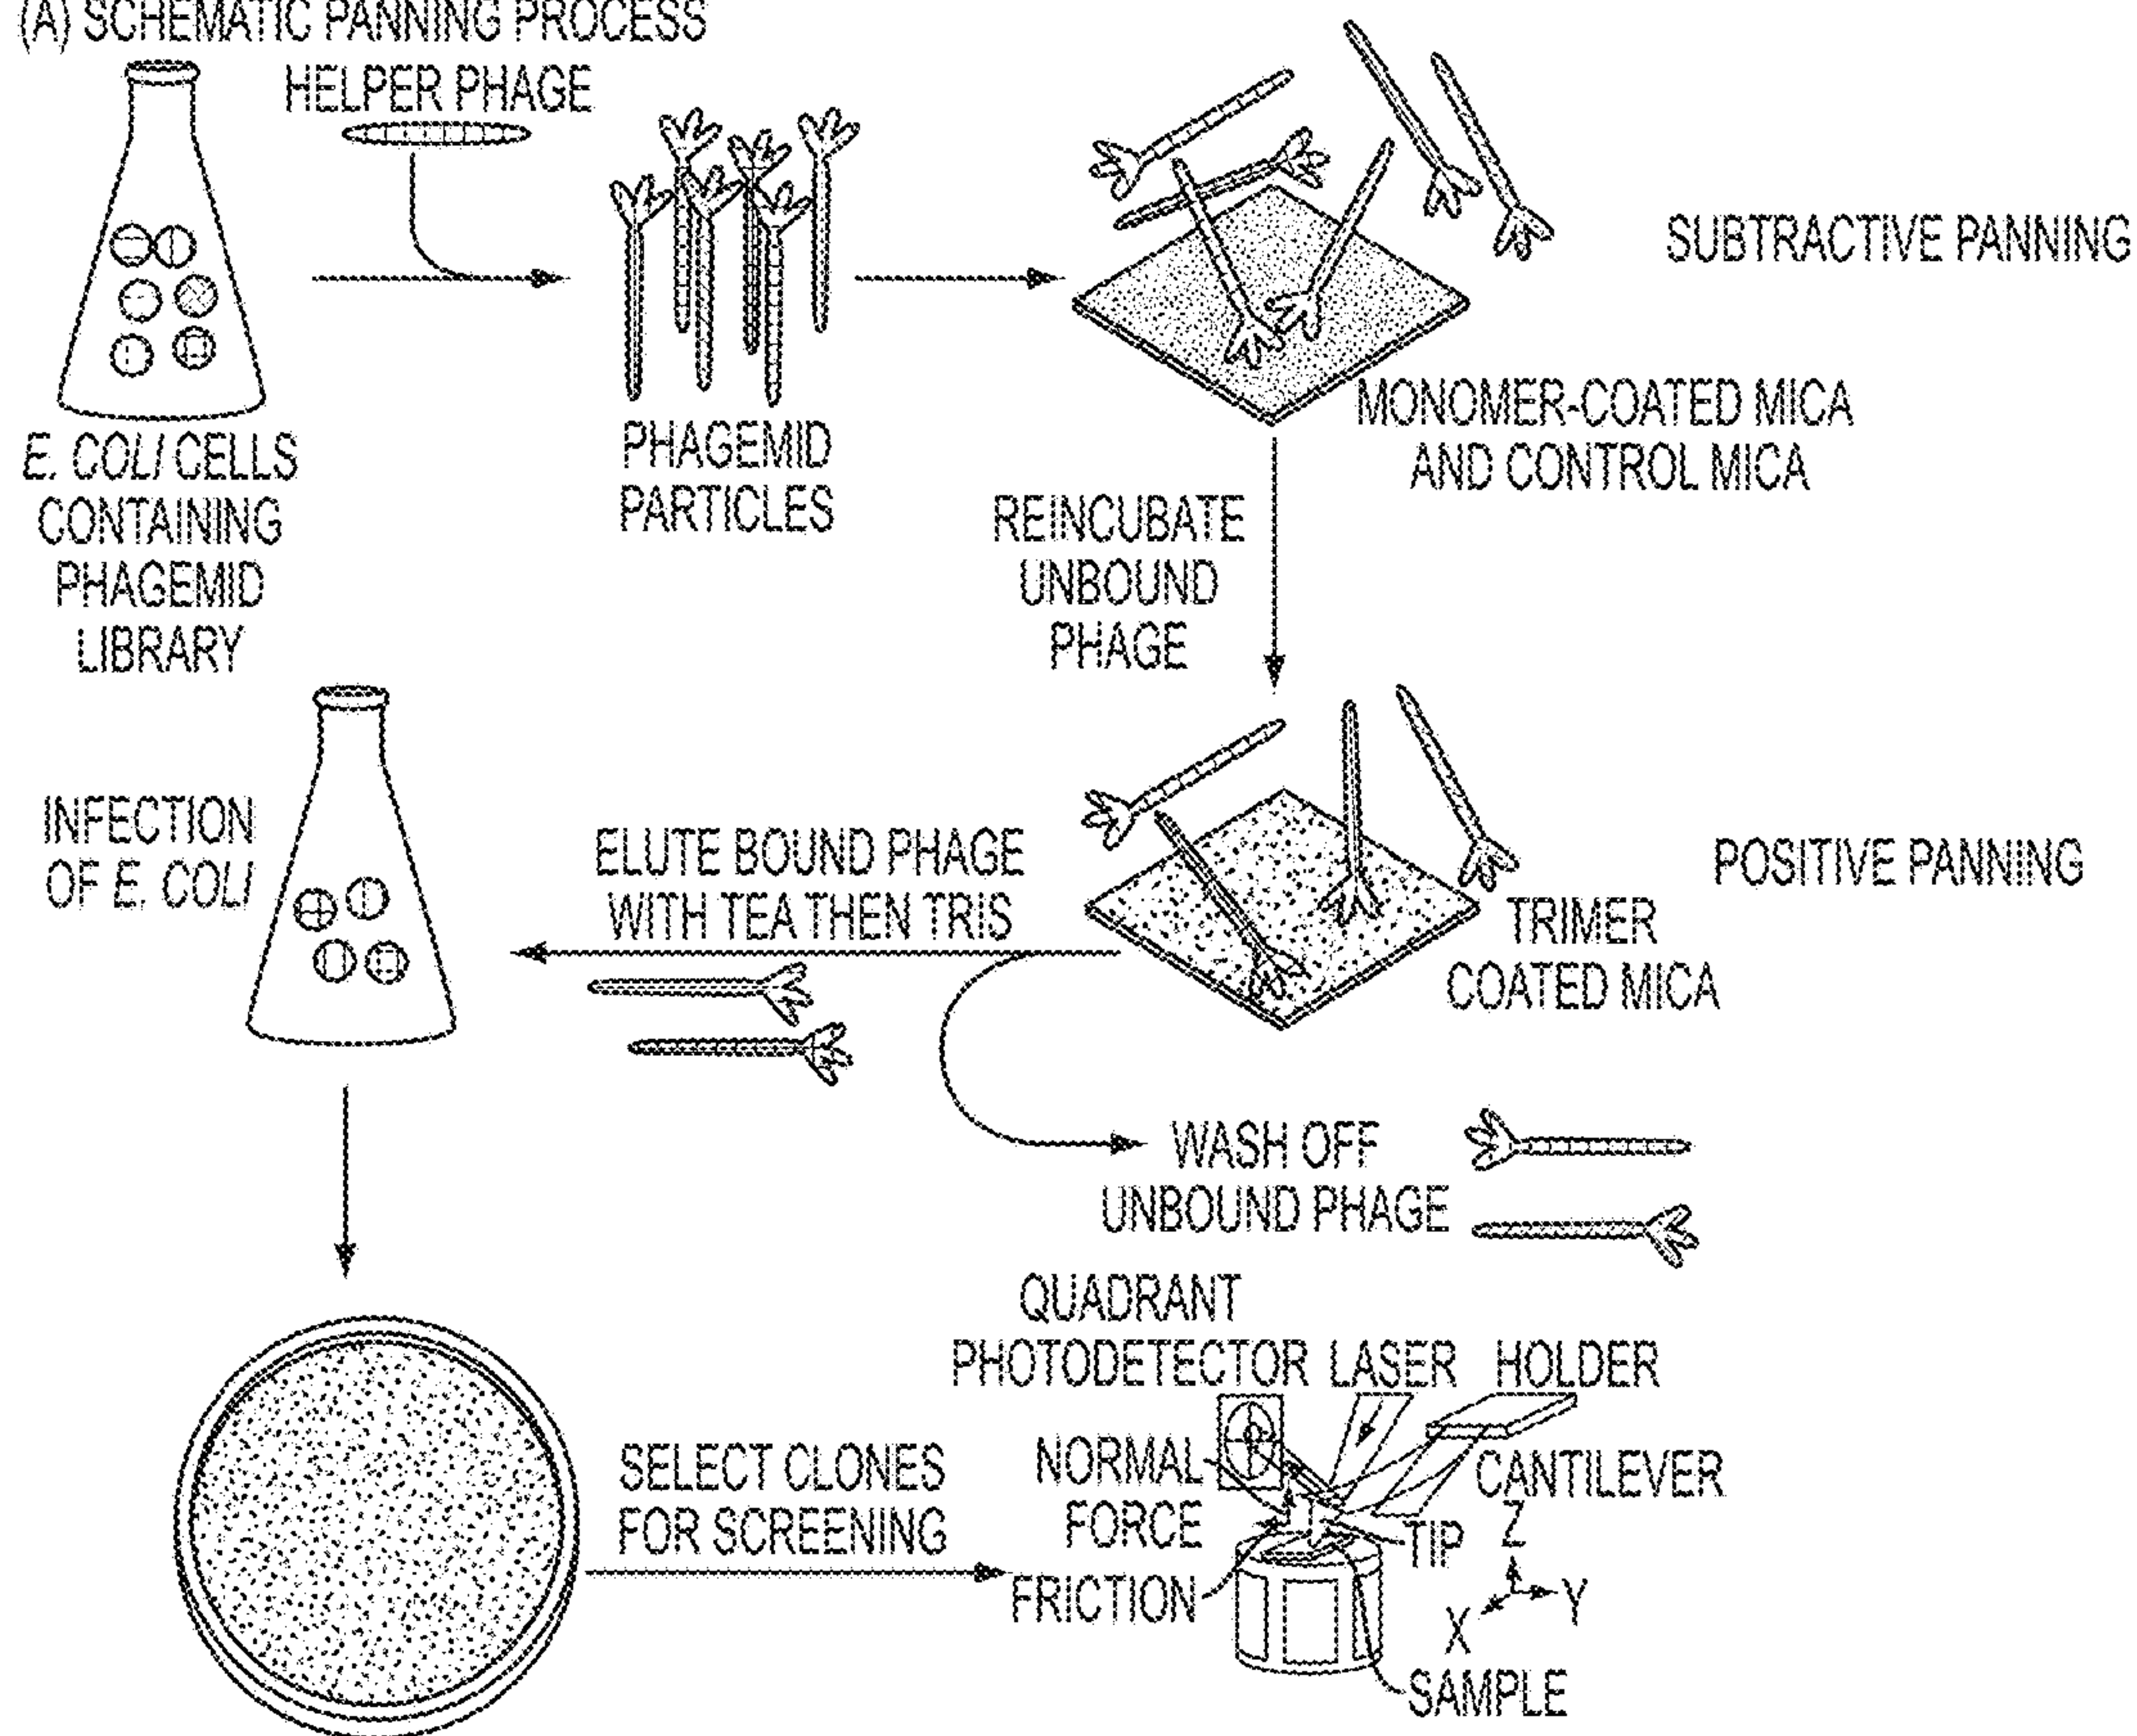 (A) SCHEMATIC PANNING PROCESS
HELPER PHAGE
E. COLI CELLS
CONTAINING
PHAGEMID
LIBRARY
PHAGEMID
PARTICLES
SUBTRACTIVE PANNING
MONOMER-COATED MICA
AND CONTROL MICA
REINCUBATE
UNBOUND
PHAGE
INFECTION
OF E. COLI
ELUTE BOUND PHAGE
WITH TEA THEN TRIS
POSITIVE PANNING
TRIMER
COATED MICA
WASH OFF
UNBOUND PHAGE
SELECT CLONES
FOR SCREENING
QUADRANT
PHOTODETECTOR
LASER
HOLDER
NORMAL
FORCE
CANTILEVER
TIP
FRICTION
Z
Y
X
SAMPLE